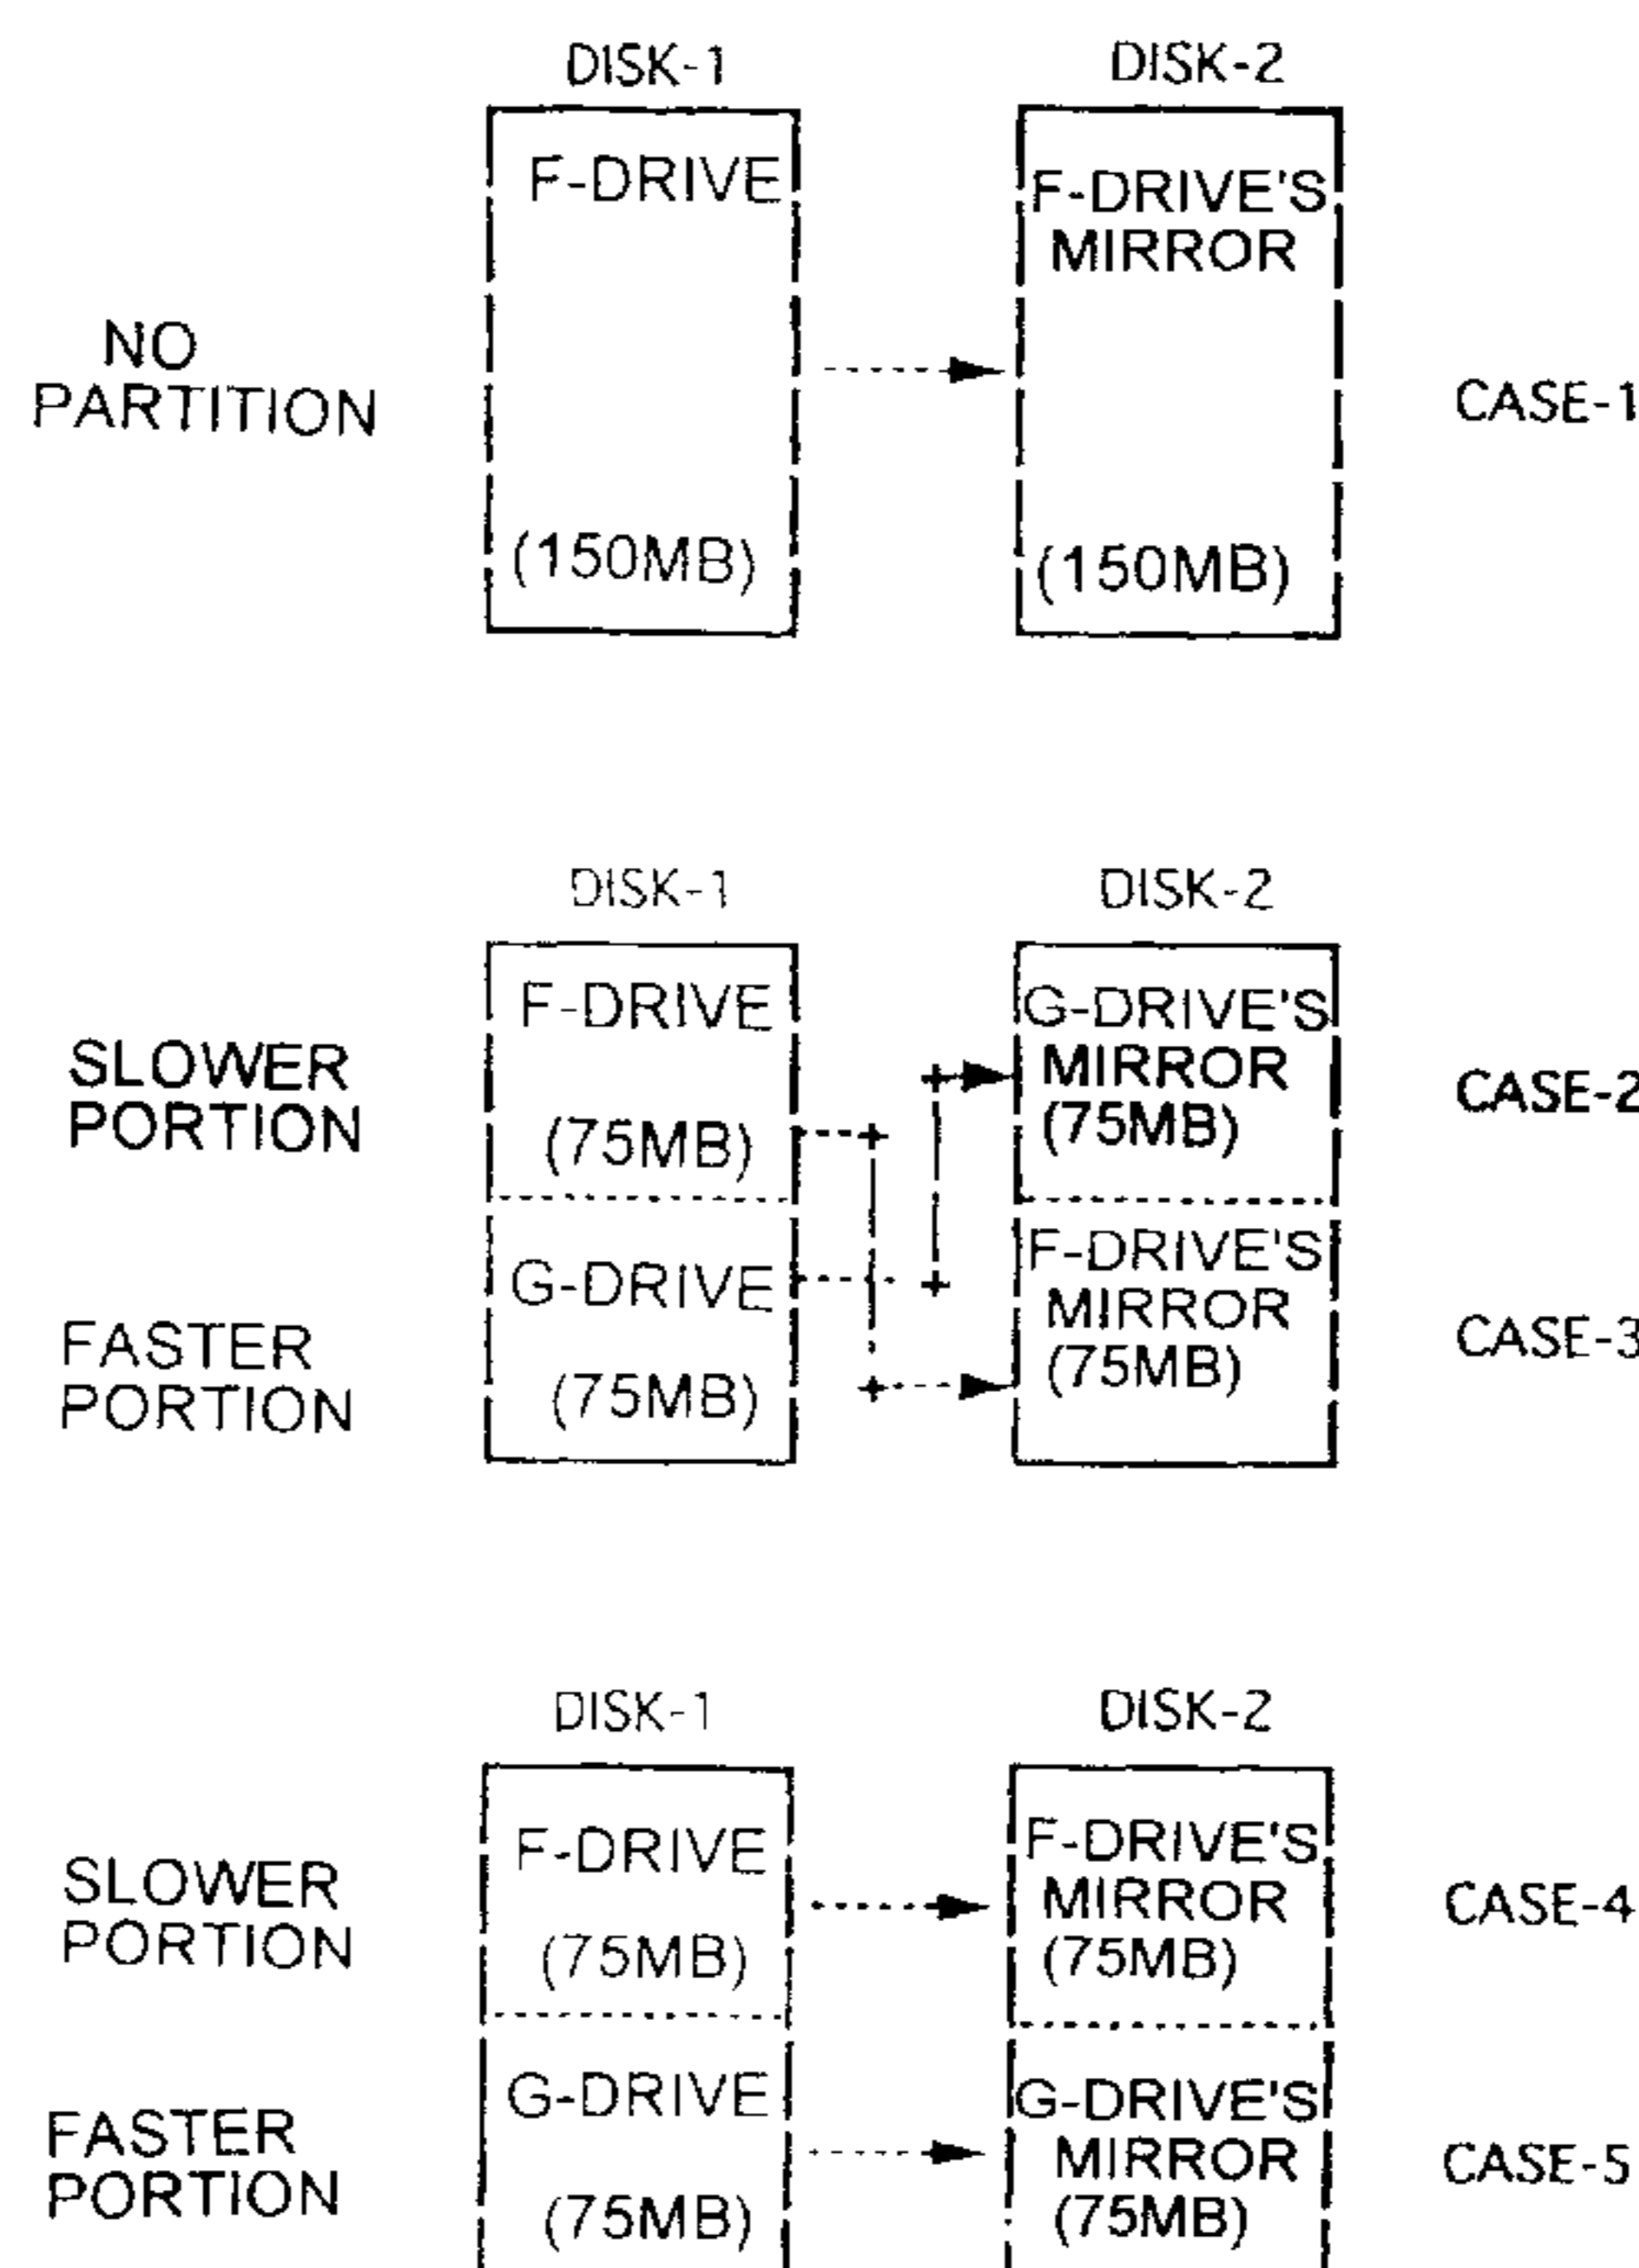 DISK-1
DISK-2
F-DRIVE
F-DRIVE'S
MIRROR
NO
PARTITION
CASE-1
(150MB)
(150MB)
DISK-1
DISK-2
F-DRIVE
G-DRIVE'S
MIRROR
(75MB)
SLOWER
PORTION
(75MB)
CASE-2
G-DRIVE
F-DRIVE'S
MIRROR
(75MB)
FASTER
PORTION
(75MB)
CASE-3
DISK-1
DISK-2
F-DRIVE
F-DRIVE'S
MIRROR
(75MB)
SLOWER
PORTION
(75MB)
CASE-4
G-DRIVE
G-DRIVE'S
MIRROR
(75MB)
FASTER
PORTION
(75MB)
CASE-5